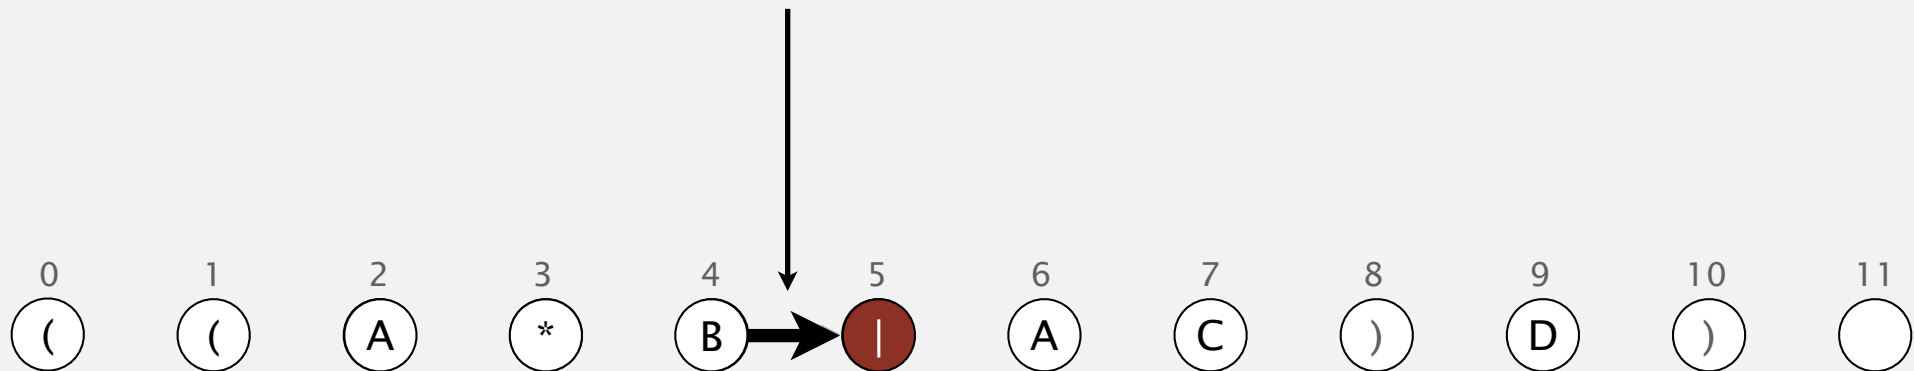 0 1 2 3 4 5 6 7 8 9 10 11
( ( A * B | A C ) D )